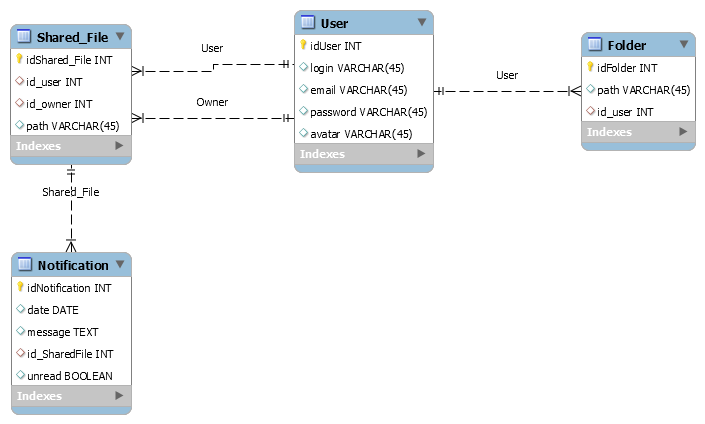 Shared_File
idShared_File INT
id_user INT
id_owner INT
path VARCHAR(45)
Indexes
User
Owner
User
idUser INT
login VARCHAR(45)
email VARCHAR(45)
password VARCHAR(45)
avatar VARCHAR(45)
Indexes
User
Folder
idFolder INT
path VARCHAR(45)
id_user INT
Indexes
Shared_File
Notification
idNotification INT
date DATE
message TEXT
id_SharedFile INT
unread BOOLEAN
Indexes